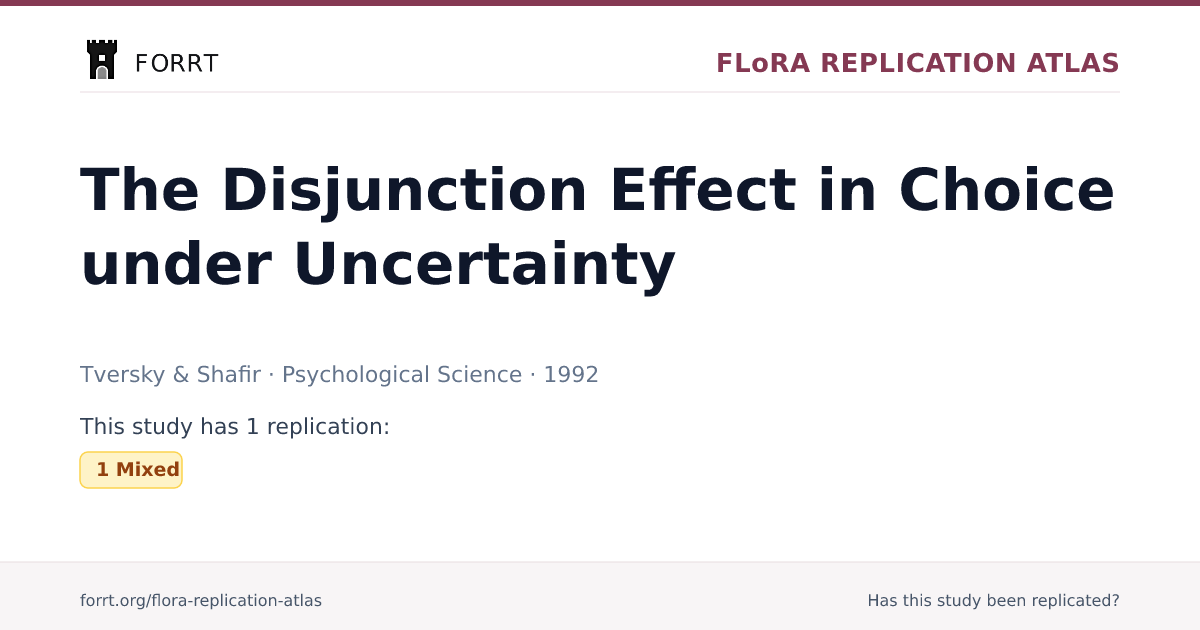 FORRT
FLoRA REPLICATION ATLAS
The Disjunction Effect in Choice
under Uncertainty
Tversky & Shafir · Psychological Science · 1992
This study has 1 replication:
1 Mixed
forrt.org/flora-replication-atlas
Has this study been replicated?